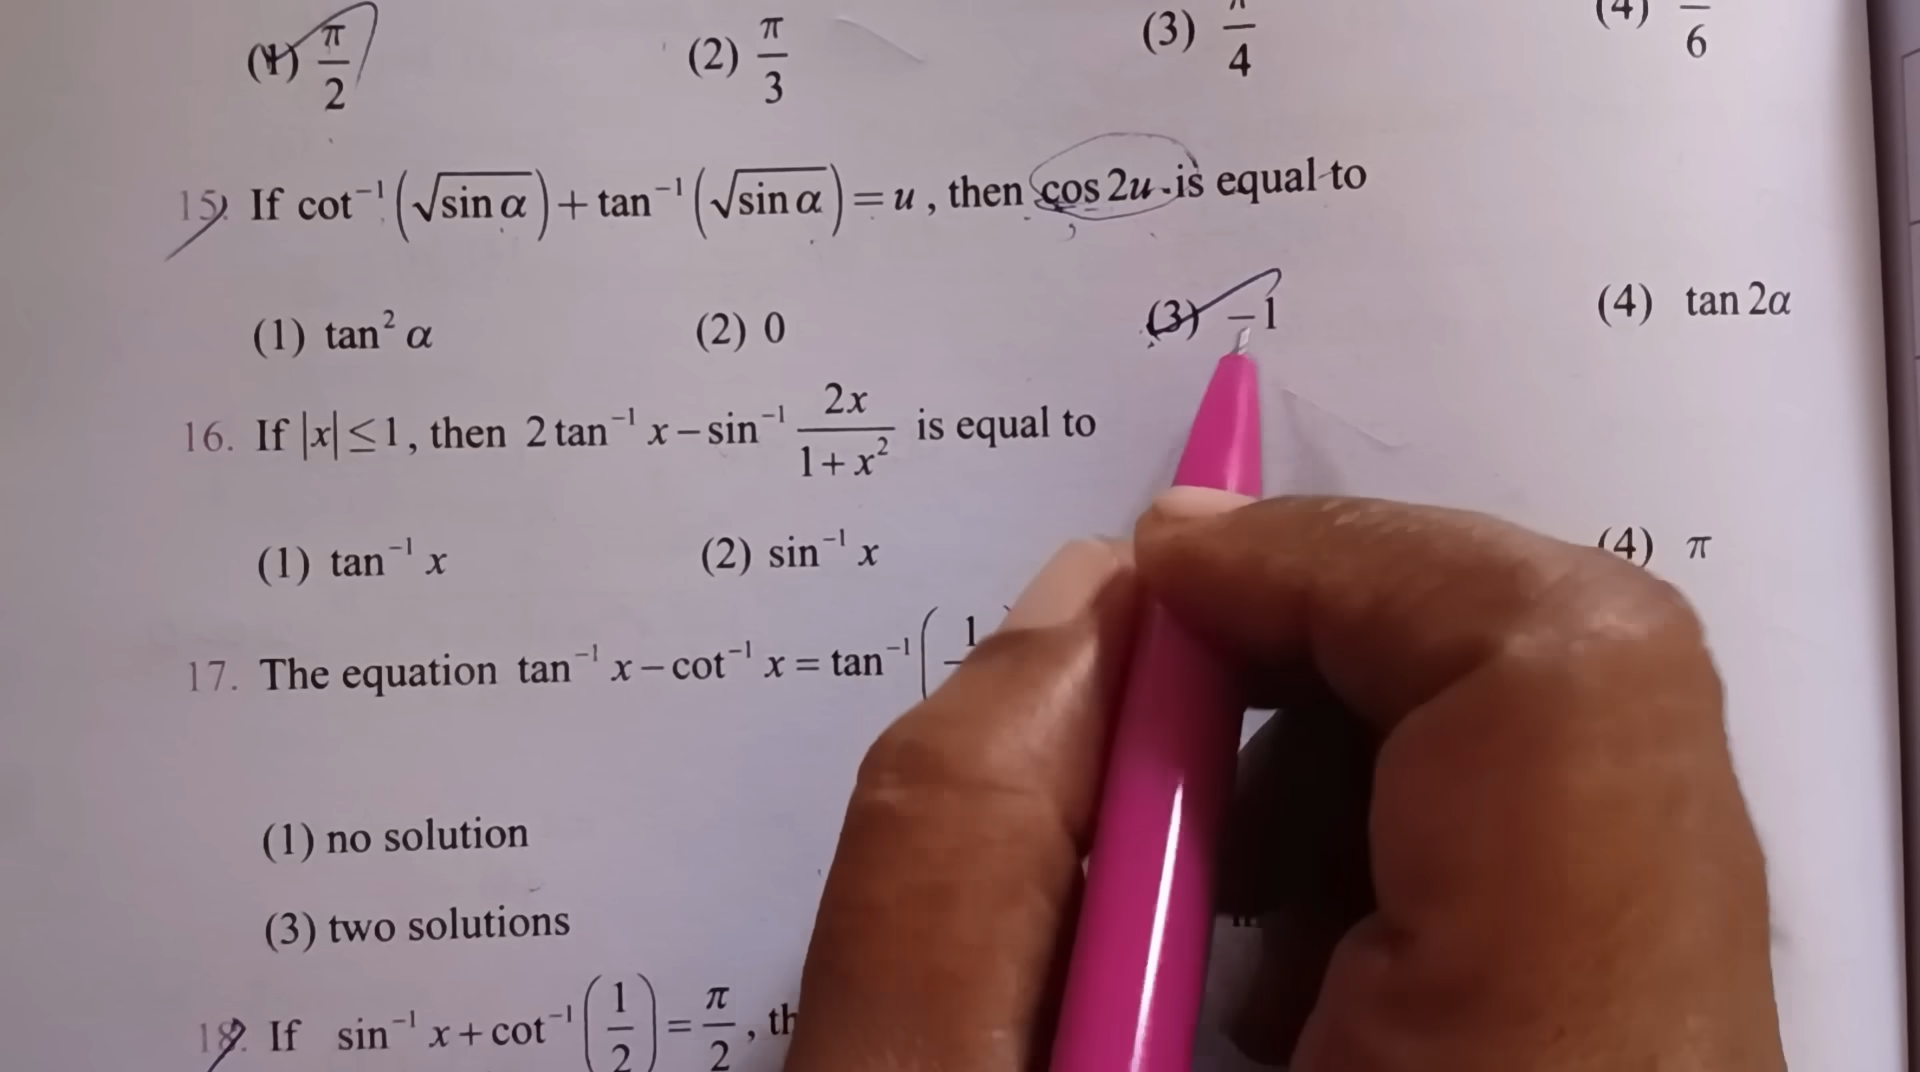 (1) π/2 (2) π/3 (3) π/4 (4) /6
15. If cot⁻¹(√sin α) + tan⁻¹(√sin α) = u, then cos 2u is equal to
(1) tan² α (2) 0 (3) −1 (4) tan 2α
16. If |x| ≤ 1, then 2 tan⁻¹ x − sin⁻¹ 2x/(1 + x²) is equal to
(1) tan⁻¹ x (2) sin⁻¹ x (4) π
17. The equation tan⁻¹ x − cot⁻¹ x = tan⁻¹(1
(1) no solution
(3) two solutions
18. If sin⁻¹ x + cot⁻¹(1/2) = π/2, th